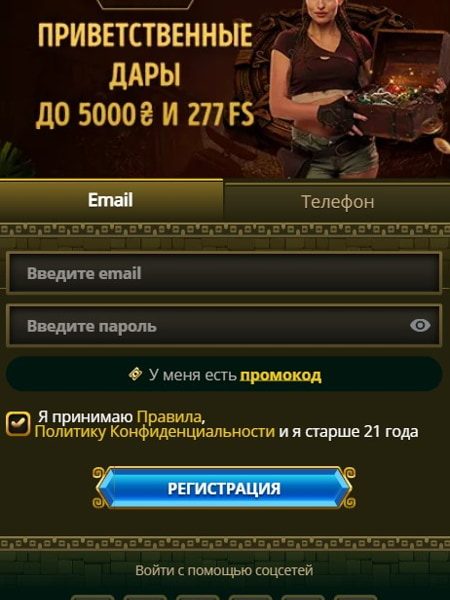 ПРИВЕТСТВЕННЫЕ
ДАРЫ
ДО 5000 ₴ И 277 FS
Email
Телефон
Введите email
Введите пароль
У меня есть промокод
Я принимаю Правила,
Политику Конфиденциальности и я старше 21 года
РЕГИСТРАЦИЯ
Войти с помощью соцсетей